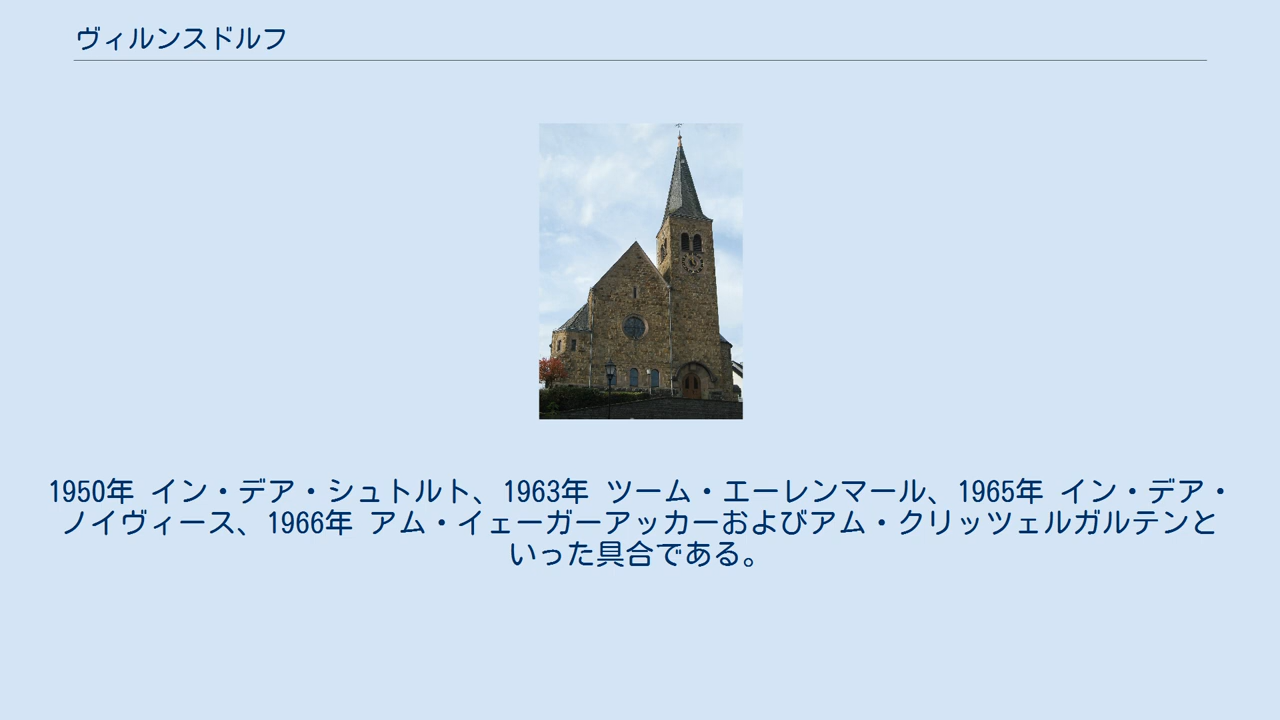 ヴィルンスドルフ
1950年 イン・デア・シュトルト、1963年 ツーム・エーレンマール、1965年 イン・デア・
ノイヴィース、1966年 アム・イェーガーアッカーおよびアム・クリッツェルガルテンと
いった具合である。